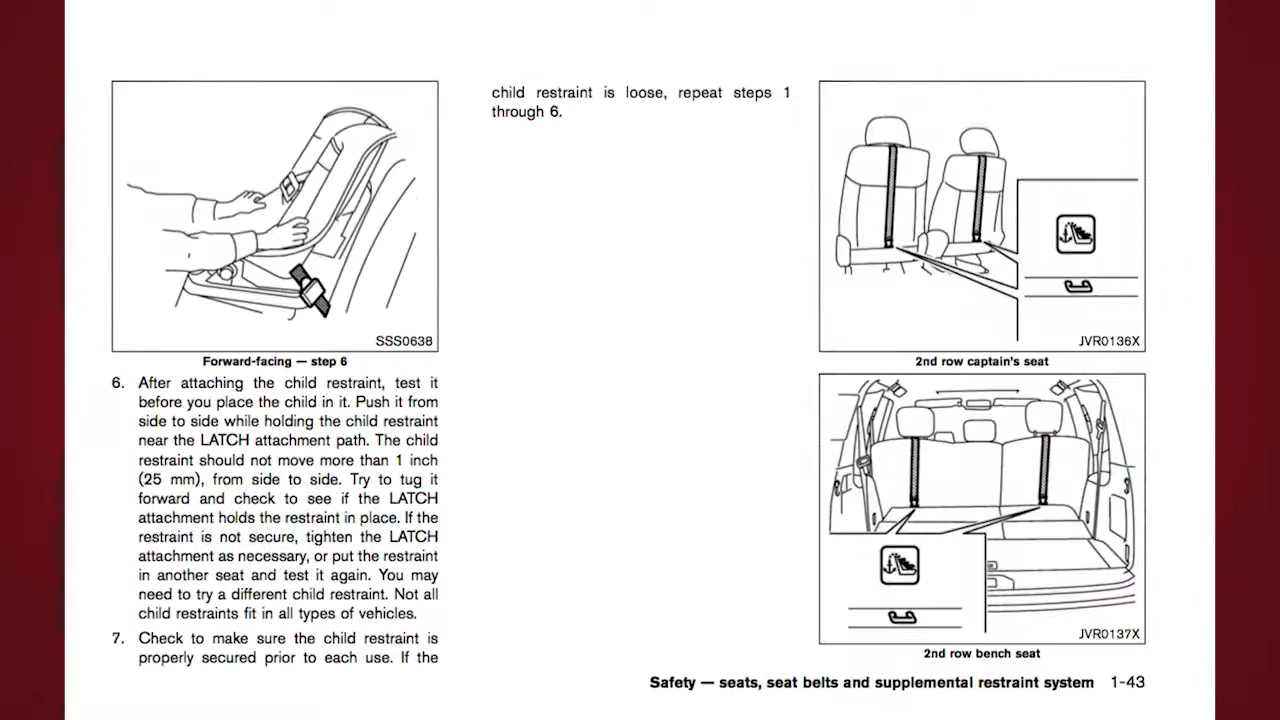 SSS0638
Forward-facing — step 6
6. After attaching the child restraint, test it
before you place the child in it. Push it from
side to side while holding the child restraint
near the LATCH attachment path. The child
restraint should not move more than 1 inch
(25 mm), from side to side. Try to tug it
forward and check to see if the LATCH
attachment holds the restraint in place. If the
restraint is not secure, tighten the LATCH
attachment as necessary, or put the restraint
in another seat and test it again. You may
need to try a different child restraint. Not all
child restraints fit in all types of vehicles.
7. Check to make sure the child restraint is
properly secured prior to each use. If the
child restraint is loose, repeat steps 1
through 6.
JVR0136X
2nd row captain's seat
JVR0137X
2nd row bench seat
Safety — seats, seat belts and supplemental restraint system 1-43